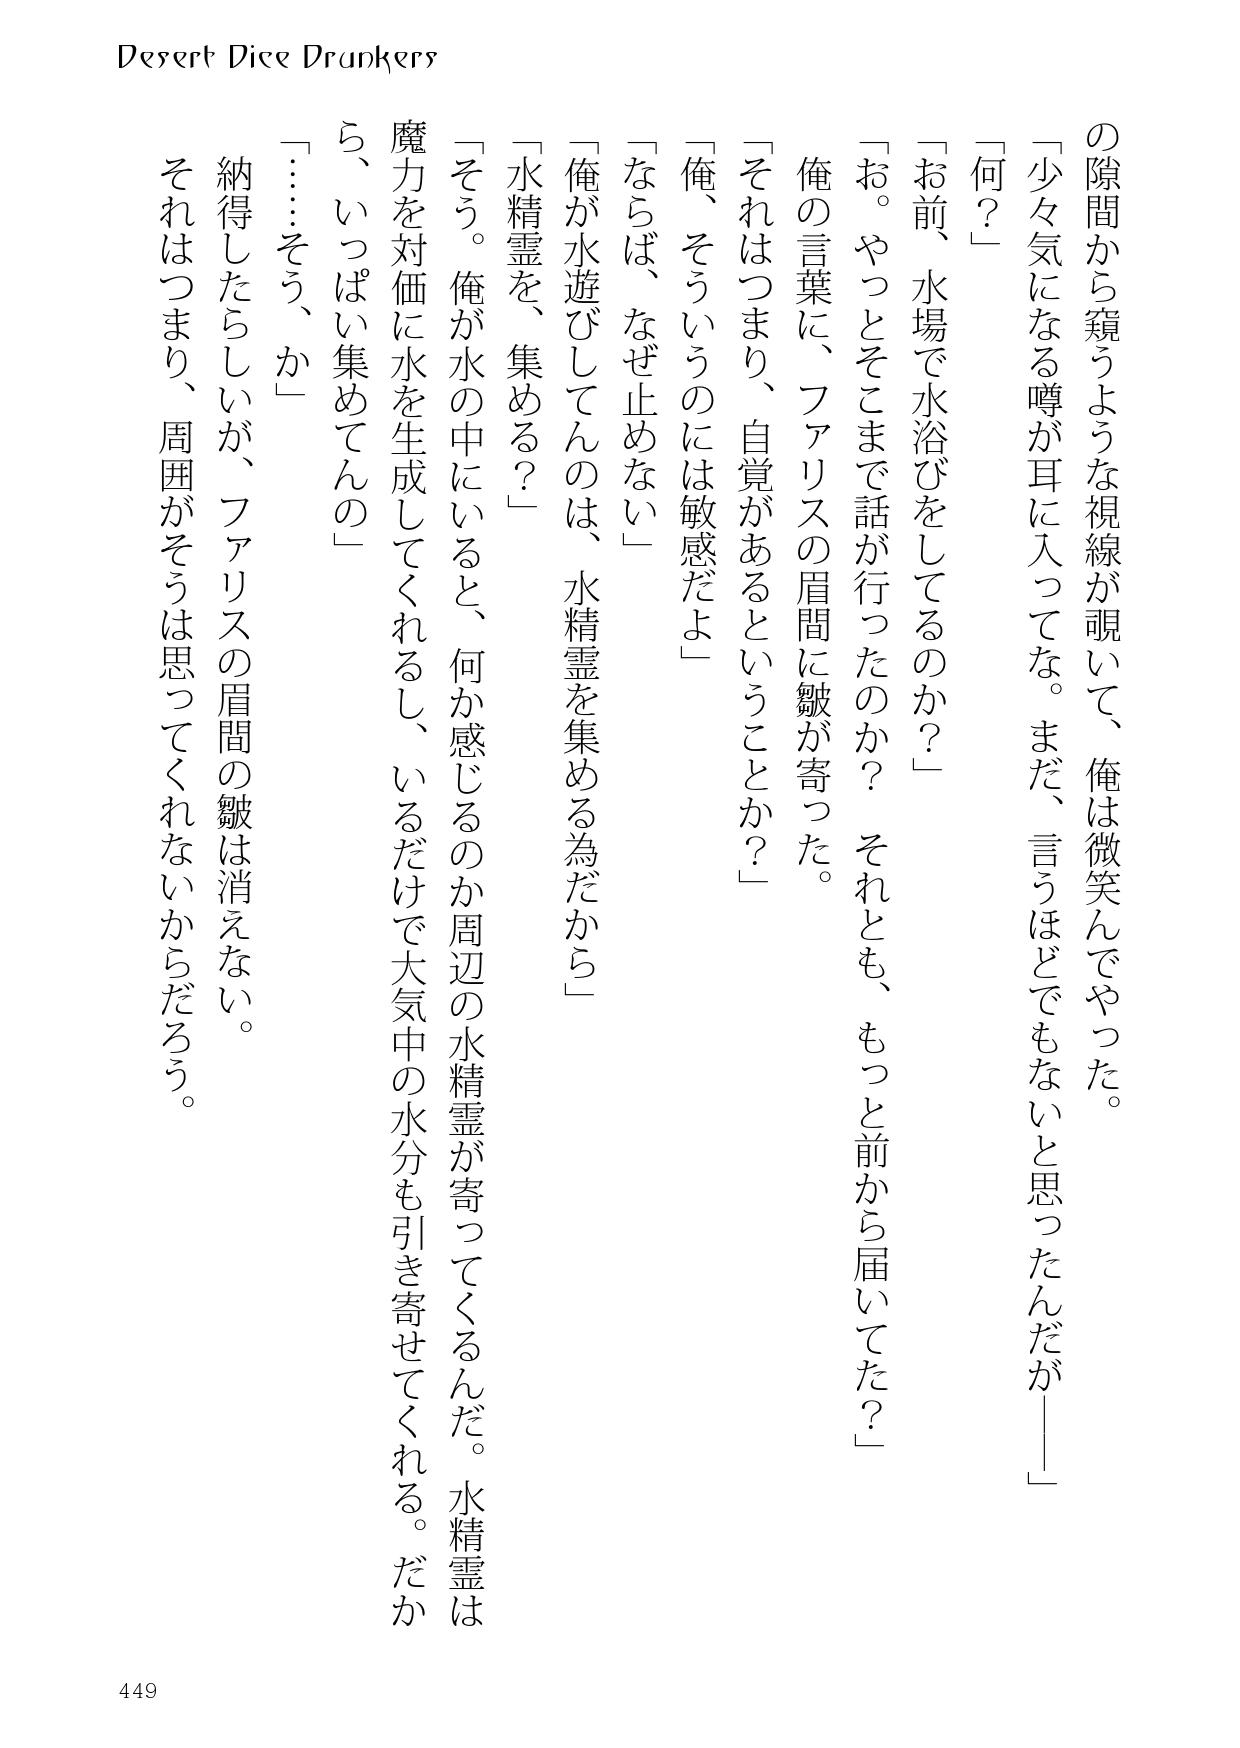 Desert Dice Drunkers
の隙間から窺うような視線が覗いて、俺は微笑んでやった。
「少々気になる噂が耳に入ってな。まだ、言うほどでもないと思ったんだが――」
「何？」
「お前、水場で水浴びをしてるのか？」
「お。やっとそこまで話が行ったのか？　それとも、もっと前から届いてた？」
　俺の言葉に、ファリスの眉間に皺が寄った。
「それはつまり、自覚があるということか？」
「俺、そういうのには敏感だよ」
「ならば、なぜ止めない」
「俺が水遊びしてんのは、水精霊を集める為だから」
「水精霊を、集める？」
「そう。俺が水の中にいると、何か感じるのか周辺の水精霊が寄ってくるんだ。水精霊は
魔力を対価に水を生成してくれるし、いるだけで大気中の水分も引き寄せてくれる。だか
ら、いっぱい集めてんの」
「……そう、か」
　納得したらしいが、ファリスの眉間の皺は消えない。
　それはつまり、周囲がそうは思ってくれないからだろう。
449